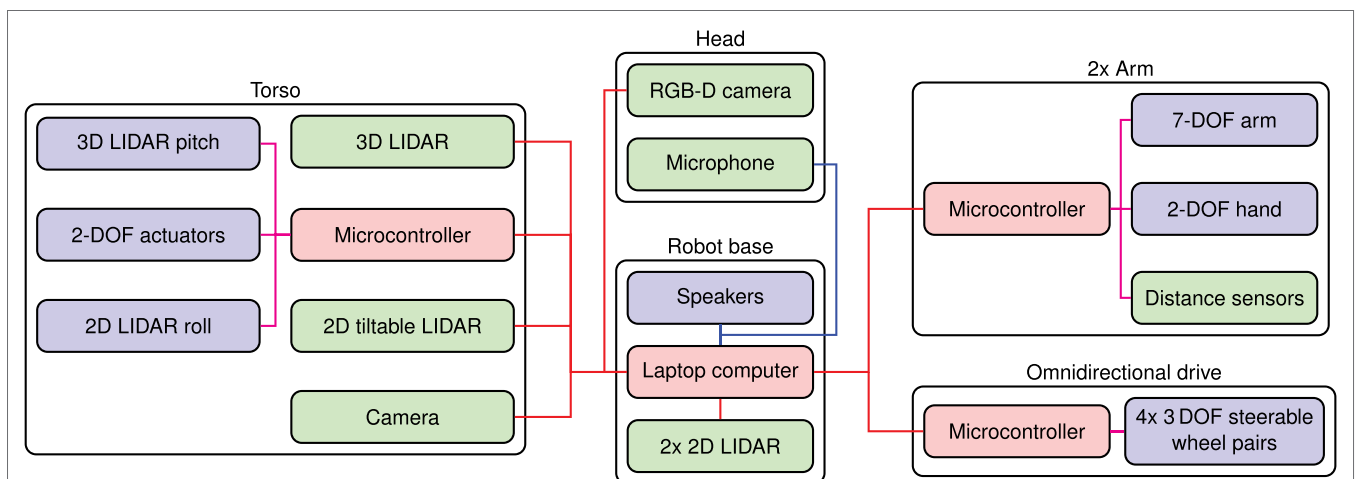 Torso
3D LIDAR pitch
3D LIDAR
2-DOF actuators
Microcontroller
2D LIDAR roll
2D tiltable LIDAR
Camera
Head
RGB-D camera
Microphone
Robot base
Speakers
Laptop computer
2x 2D LIDAR
2x Arm
7-DOF arm
Microcontroller
2-DOF hand
Distance sensors
Omnidirectional drive
Microcontroller
4x 3 DOF steerable
wheel pairs